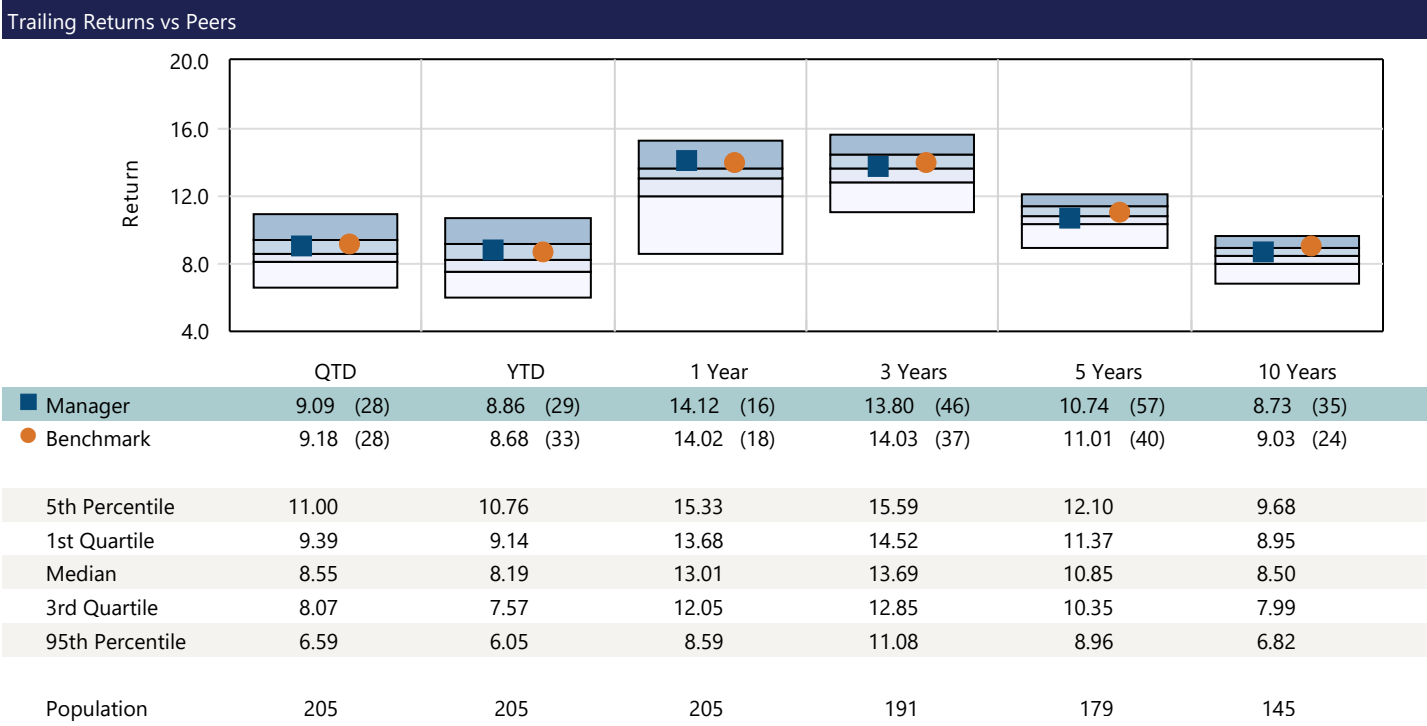 Trailing Returns vs Peers
20.0
16.0
12.0
8.0
4.0
Return
QTD YTD 1 Year 3 Years 5 Years 10 Years
Manager 9.09 (28) 8.86 (29) 14.12 (16) 13.80 (46) 10.74 (57) 8.73 (35)
Benchmark 9.18 (28) 8.68 (33) 14.02 (18) 14.03 (37) 11.01 (40) 9.03 (24)
5th Percentile 11.00 10.76 15.33 15.59 12.10 9.68
1st Quartile 9.39 9.14 13.68 14.52 11.37 8.95
Median 8.55 8.19 13.01 13.69 10.85 8.50
3rd Quartile 8.07 7.57 12.05 12.85 10.35 7.99
95th Percentile 6.59 6.05 8.59 11.08 8.96 6.82
Population 205 205 205 191 179 145